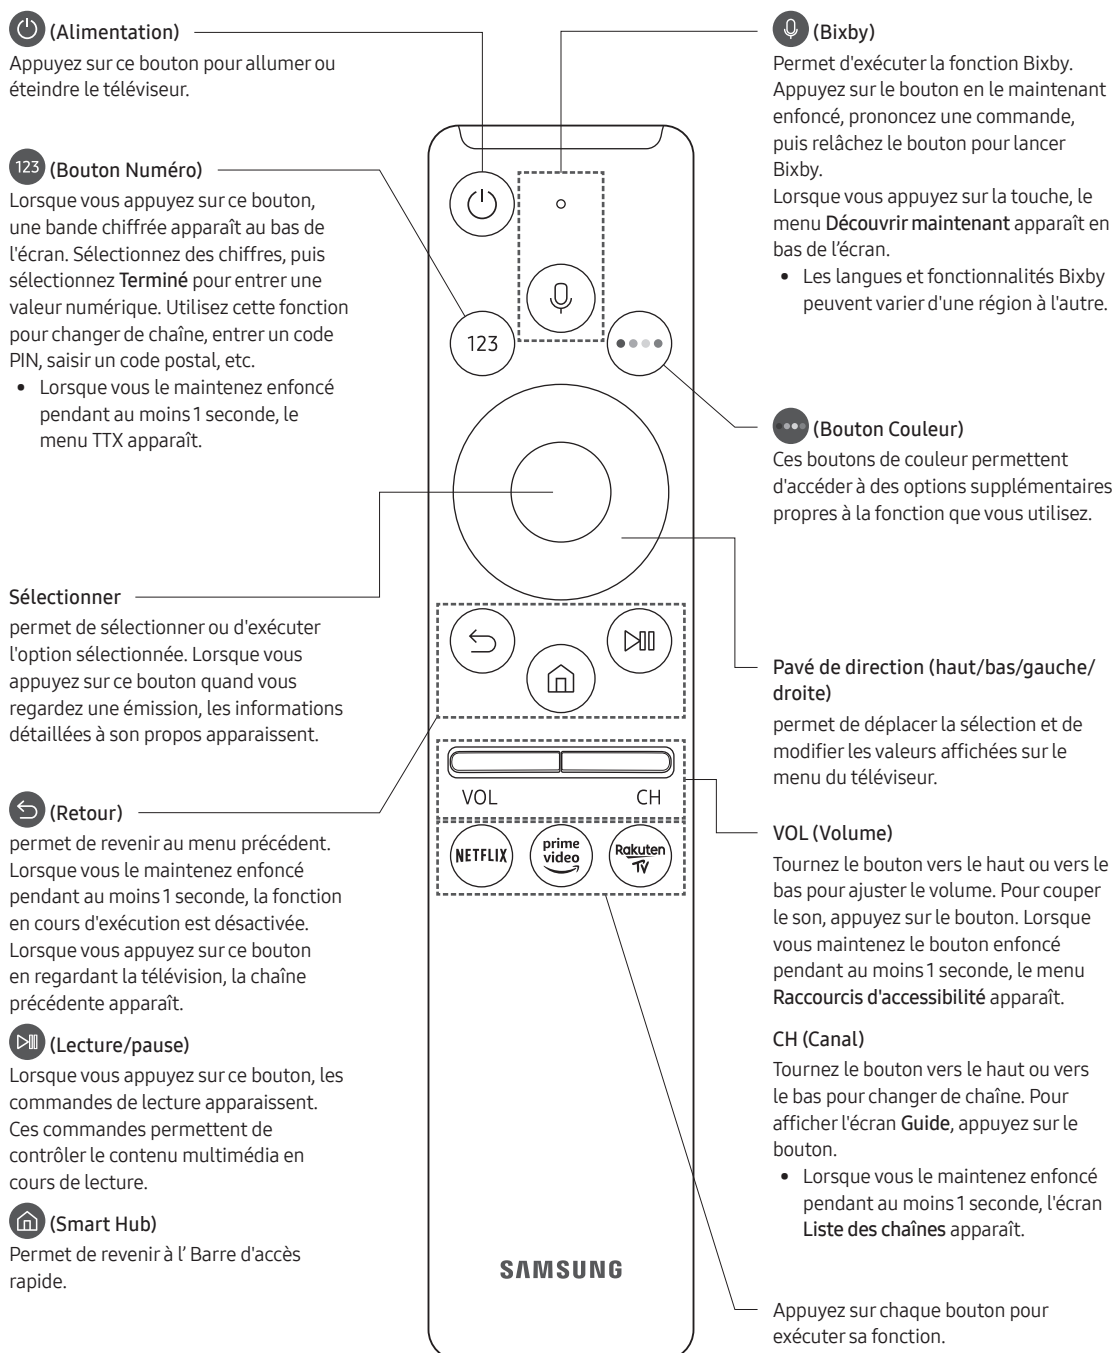 (Alimentation)
Appuyez sur ce bouton pour allumer ou
éteindre le téléviseur.
123 (Bouton Numéro)
Lorsque vous appuyez sur ce bouton,
une bande chiffrée apparaît au bas de
l'écran. Sélectionnez des chiffres, puis
sélectionnez Terminé pour entrer une
valeur numérique. Utilisez cette fonction
pour changer de chaîne, entrer un code
PIN, saisir un code postal, etc.
• Lorsque vous le maintenez enfoncé
pendant au moins 1 seconde, le
menu TTX apparaît.
Sélectionner
permet de sélectionner ou d'exécuter
l'option sélectionnée. Lorsque vous
appuyez sur ce bouton quand vous
regardez une émission, les informations
détaillées à son propos apparaissent.
(Retour)
permet de revenir au menu précédent.
Lorsque vous le maintenez enfoncé
pendant au moins 1 seconde, la fonction
en cours d'exécution est désactivée.
Lorsque vous appuyez sur ce bouton
en regardant la télévision, la chaîne
précédente apparaît.
(Lecture/pause)
Lorsque vous appuyez sur ce bouton, les
commandes de lecture apparaissent.
Ces commandes permettent de
contrôler le contenu multimédia en
cours de lecture.
(Smart Hub)
Permet de revenir à l’ Barre d'accès
rapide.
123
VOL
CH
NETFLIX
prime
video
Rakuten
TV
SAMSUNG
(Bixby)
Permet d'exécuter la fonction Bixby.
Appuyez sur le bouton en le maintenant
enfoncé, prononcez une commande,
puis relâchez le bouton pour lancer
Bixby.
Lorsque vous appuyez sur la touche, le
menu Découvrir maintenant apparaît en
bas de l’écran.
• Les langues et fonctionnalités Bixby
peuvent varier d'une région à l'autre.
(Bouton Couleur)
Ces boutons de couleur permettent
d'accéder à des options supplémentaires
propres à la fonction que vous utilisez.
Pavé de direction (haut/bas/gauche/
droite)
permet de déplacer la sélection et de
modifier les valeurs affichées sur le
menu du téléviseur.
VOL (Volume)
Tournez le bouton vers le haut ou vers le
bas pour ajuster le volume. Pour couper
le son, appuyez sur le bouton. Lorsque
vous maintenez le bouton enfoncé
pendant au moins 1 seconde, le menu
Raccourcis d'accessibilité apparaît.
CH (Canal)
Tournez le bouton vers le haut ou vers
le bas pour changer de chaîne. Pour
afficher l'écran Guide, appuyez sur le
bouton.
• Lorsque vous le maintenez enfoncé
pendant au moins 1 seconde, l'écran
Liste des chaînes apparaît.
Appuyez sur chaque bouton pour
exécuter sa fonction.